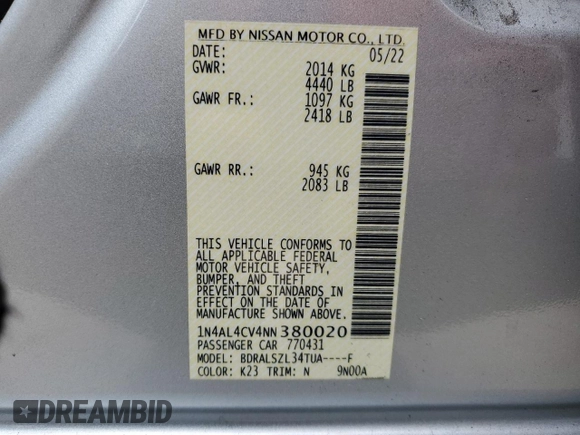 MFD BY NISSAN MOTOR CO., LTD.
DATE: 05/22
GVWR: 2014 KG
4440 LB
GAWR FR.: 1097 KG
2418 LB
GAWR RR.: 945 KG
2083 LB
THIS VEHICLE CONFORMS TO
ALL APPLICABLE FEDERAL
MOTOR VEHICLE SAFETY,
BUMPER, AND THEFT
PREVENTION STANDARDS IN
EFFECT ON THE DATE OF
MANUFACTURE SHOWN ABOVE.
1N4AL4CV4NN380020
PASSENGER CAR 770431
MODEL: BDRALSZL34TUA----F
COLOR: K23 TRIM: N 9N00A
DREAMBID